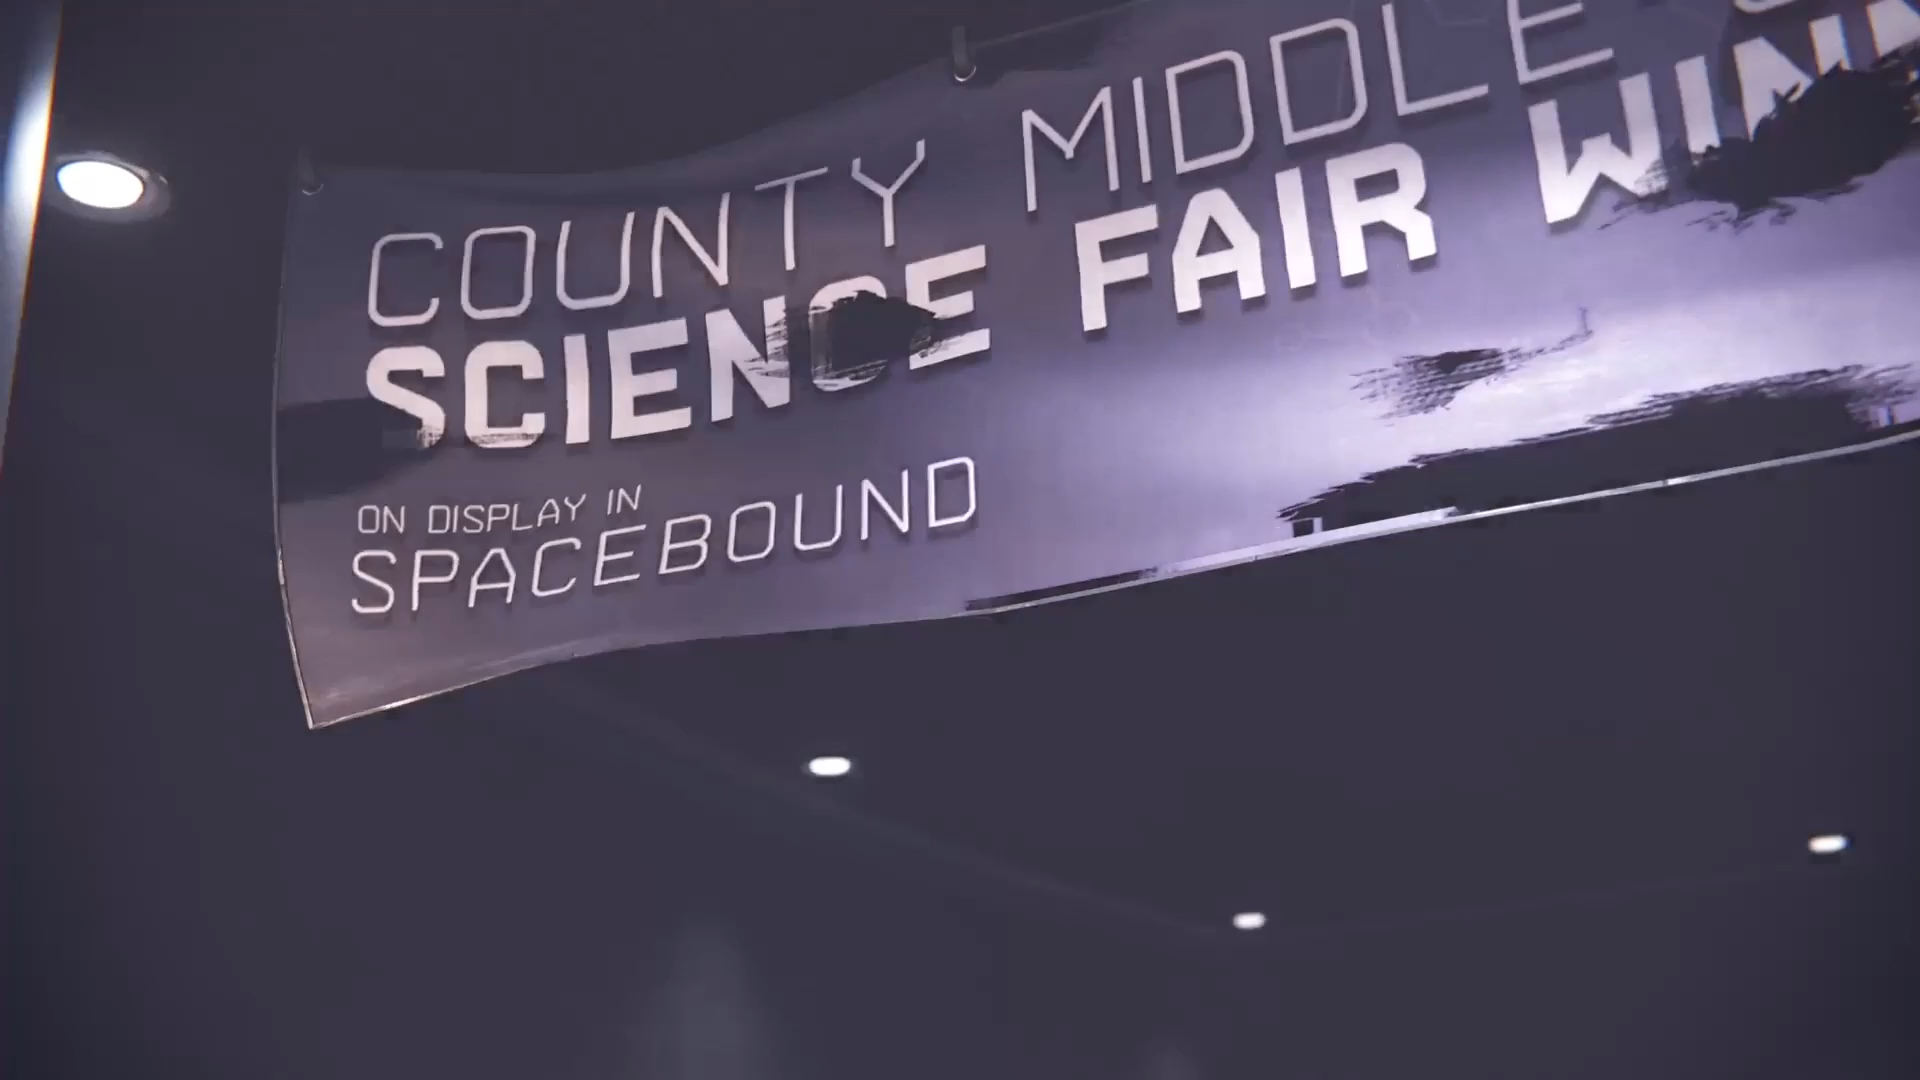 COUNTY MIDDLE
SCIENCE FAIR
ON DISPLAY IN
SPACEBOUND